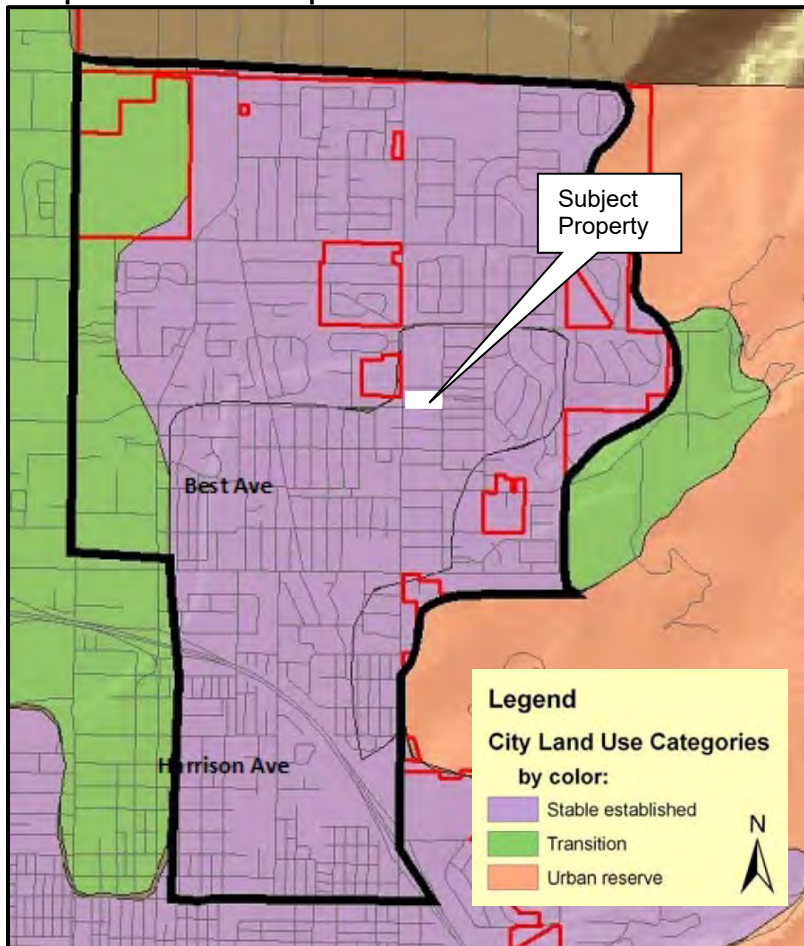 Subject
Property
Best Ave
Harrison Ave
Legend
City Land Use Categories
by color:
Stable established
Transition
Urban reserve
N